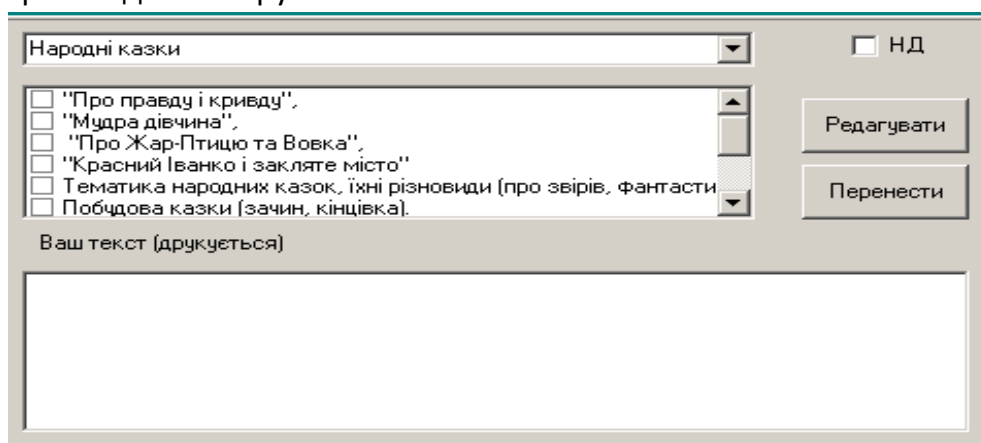 Народні казки
НД
"Про правду і кривду",
"Мудра дівчина",
"Про Жар-Птицю та Вовка",
"Красний Іванко і закляте місто"
Тематика народних казок, їхні різновиди (про звірів, фантасти
Побудова казки (зачин, кінцівка).
Редагувати
Перенести
Ваш текст (друкується)